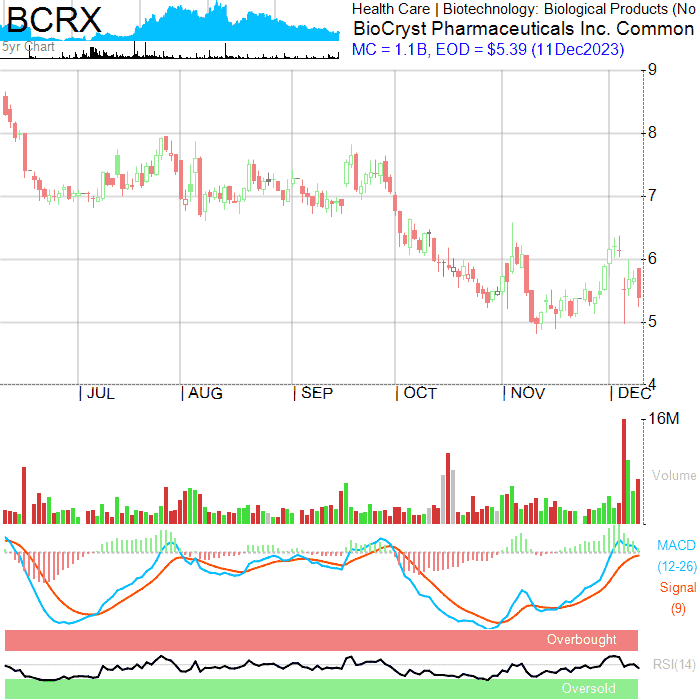 BCRX
5yr Chart
Health Care | Biotechnology: Biological Products (No
BioCryst Pharmaceuticals Inc. Common
MC = 1.1B, EOD = $5.39 (11Dec2023)
9
8
7
6
5
4
| JUL | AUG | SEP | OCT | NOV | DEC
16M
Volume
MACD
(12-26)
Signal
(9)
Overbought
RSI(14)
Oversold